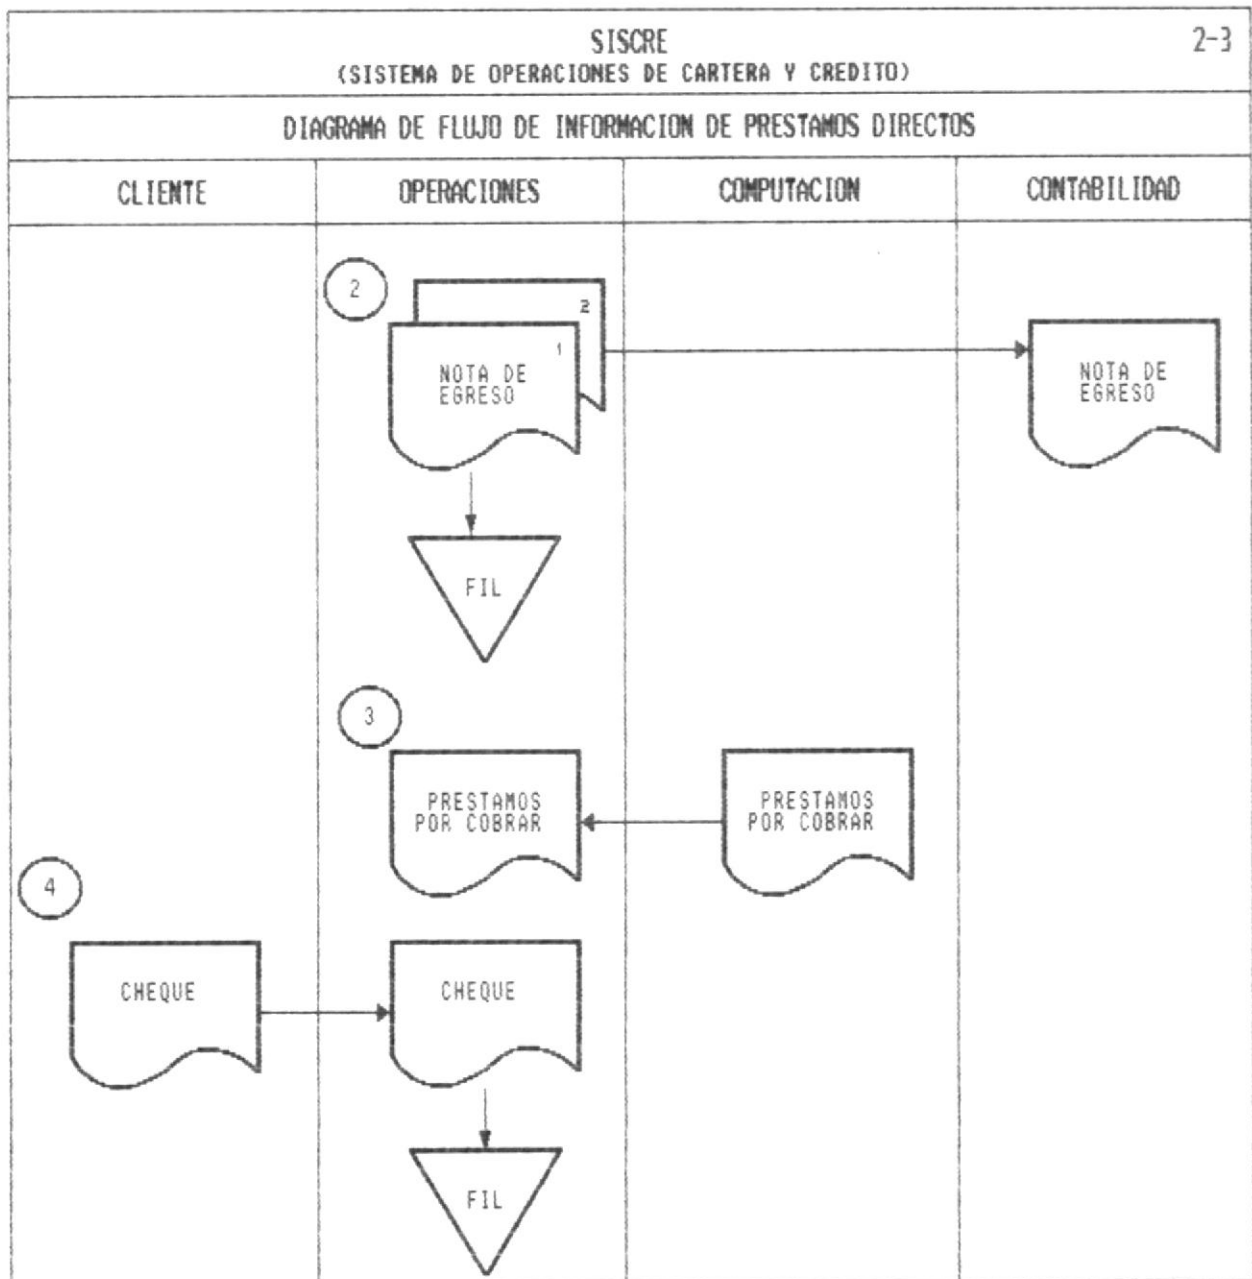 SISCRE
2-3
(SISTEMA DE OPERACIONES DE CARTERA Y CREDITO)
DIAGRAMA DE FLUJO DE INFORMACION DE PRESTAMOS DIRECTOS
CLIENTE
OPERACIONES
COMPUTACION
CONTABILIDAD
2
2
1
NOTA DE
EGRESO
NOTA DE
EGRESO
FIL
3
PRESTAMOS
POR COBRAR
PRESTAMOS
POR COBRAR
4
CHEQUE
CHEQUE
FIL